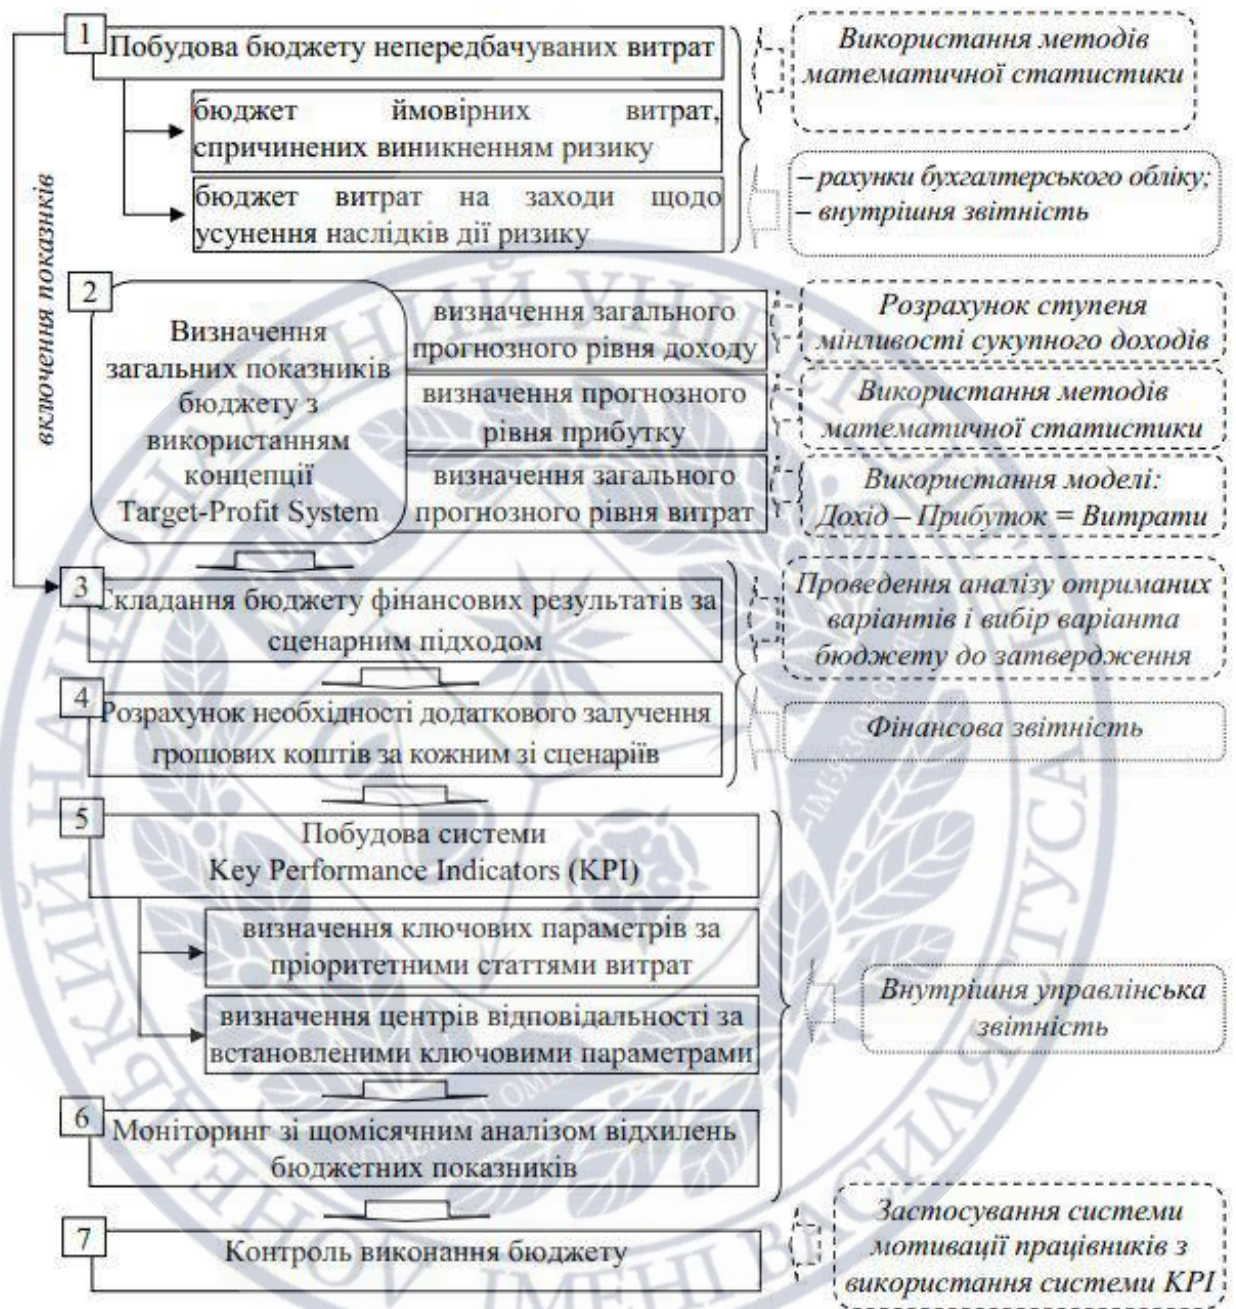 1
Побудова бюджету непередбачуваних витрат
Використання методів
математичної статистики
бюджет ймовірних витрат,
спричинених виникненням ризику
бюджет витрат на заходи щодо
усунення наслідків дії ризику
– рахунки бухгалтерського обліку;
– внутрішня звітність
включення показників
2
Визначення
загальних показників
бюджету з
використанням
концепції
Target-Profit System
визначення загального
прогнозного рівня доходу
Розрахунок ступеня
мінливості сукупного доходів
визначення прогнозного
рівня прибутку
Використання методів
математичної статистики
визначення загального
прогнозного рівня витрат
Використання моделі:
Дохід – Прибуток = Витрати
3
Складання бюджету фінансових результатів за
сценарним підходом
Проведення аналізу отриманих
варіантів і вибір варіанта
бюджету до затвердження
4
Розрахунок необхідності додаткового залучення
грошових коштів за кожним зі сценаріїв
Фінансова звітність
5
Побудова системи
Key Performance Indicators (KPI)
визначення ключових параметрів за
пріоритетними статтями витрат
визначення центрів відповідальності за
встановленими ключовими параметрами
Внутрішня управлінська
звітність
6
Моніторинг зі щомісячним аналізом відхилень
бюджетних показників
7
Контроль виконання бюджету
Застосування системи
мотивації працівників з
використання системи KPI
ІМЕНІ ВАСИЛЯ СТУСА